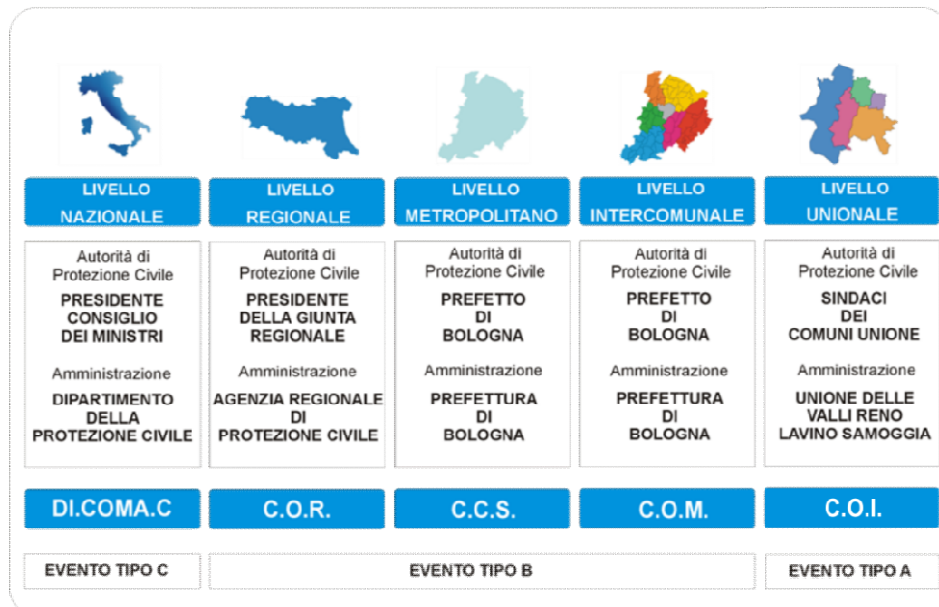 LIVELLO
NAZIONALE
LIVELLO
REGIONALE
LIVELLO
METROPOLITANO
LIVELLO
INTERCOMUNALE
LIVELLO
UNIONALE
Autorità di
Protezione Civile
PRESIDENTE
CONSIGLIO
DEI MINISTRI
Amministrazione
DIPARTIMENTO
DELLA
PROTEZIONE CIVILE
Autorità di
Protezione Civile
PRESIDENTE
DELLA GIUNTA
REGIONALE
Amministrazione
AGENZIA REGIONALE
DI
PROTEZIONE CIVILE
Autorità di
Protezione Civile
PREFETTO
DI
BOLOGNA
Amministrazione
PREFETTURA
DI
BOLOGNA
Autorità di
Protezione Civile
PREFETTO
DI
BOLOGNA
Amministrazione
PREFETTURA
DI
BOLOGNA
Autorità di
Protezione Civile
SINDACI
DEI
COMUNI UNIONE
Amministrazione
UNIONE DELLE
VALLI RENO
LAVINO SAMOGGIA
DI.COMA.C
C.O.R.
C.C.S.
C.O.M.
C.O.I.
EVENTO TIPO C
EVENTO TIPO B
EVENTO TIPO A